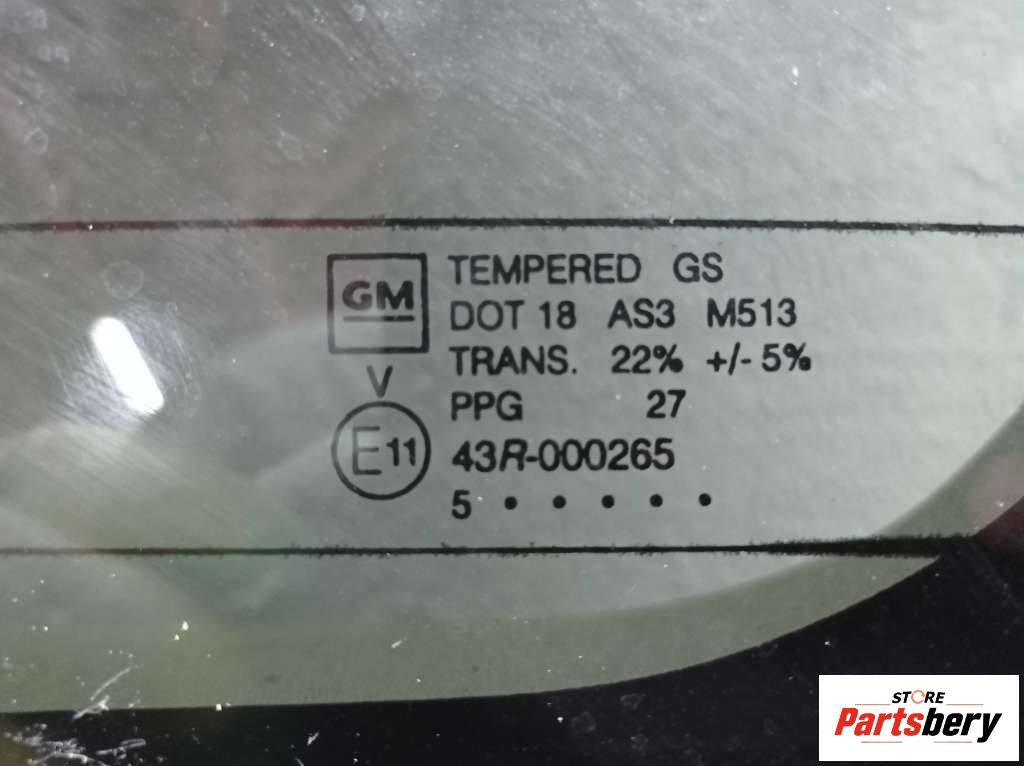 GM
TEMPERED GS
DOT 18 AS3 M513
TRANS. 22% +/- 5%
V
PPG 27
E11
43R-000265
5 • • • • •
STORE
Partsbery